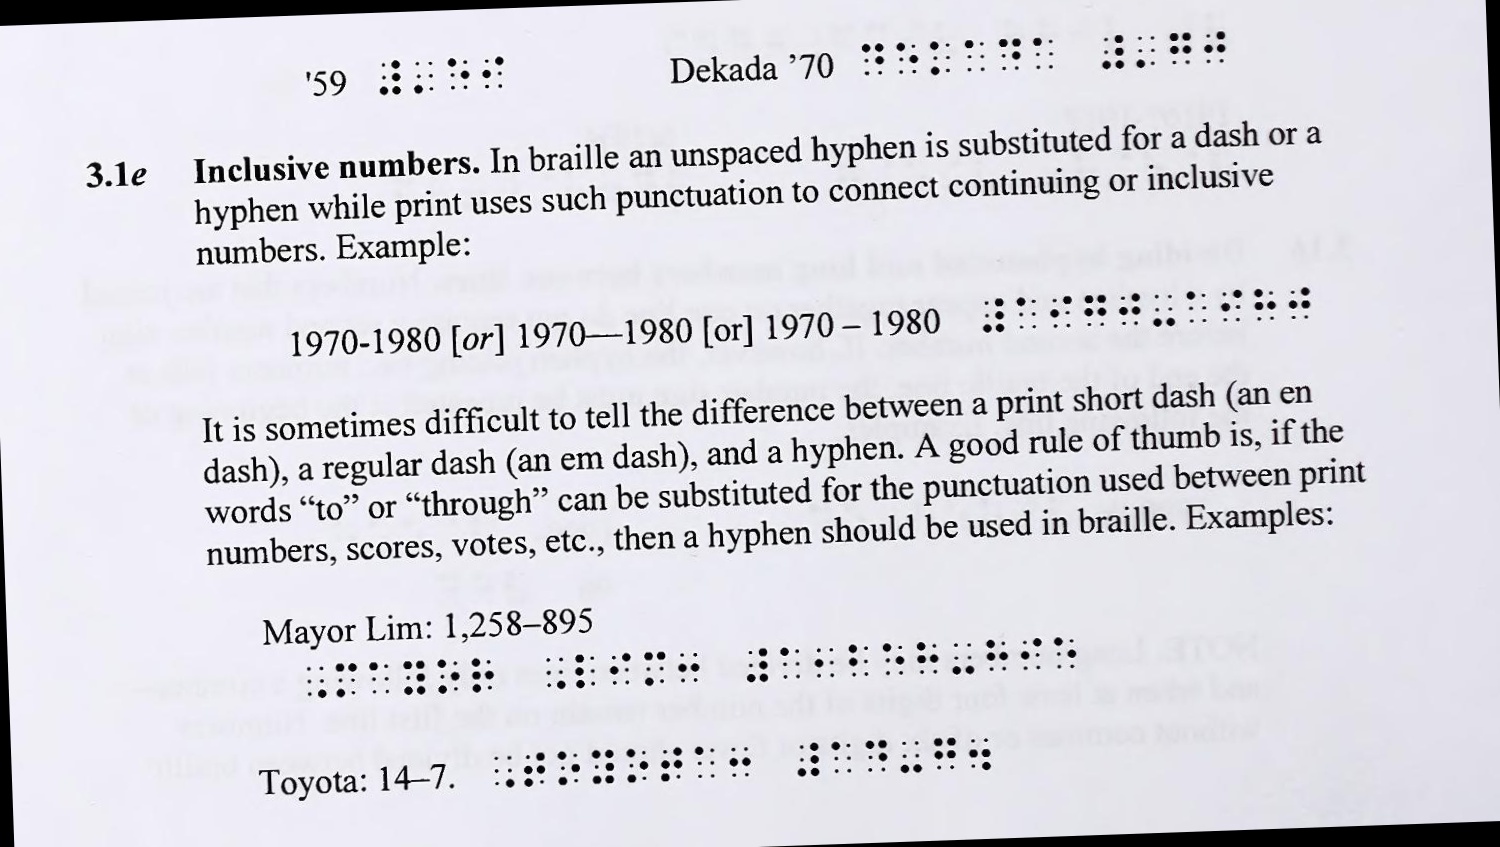 '59 Dekada ’70
3.1e Inclusive numbers. In braille an unspaced hyphen is substituted for a dash or a
hyphen while print uses such punctuation to connect continuing or inclusive
numbers. Example:
1970-1980 [or] 1970—1980 [or] 1970 – 1980
It is sometimes difficult to tell the difference between a print short dash (an en
dash), a regular dash (an em dash), and a hyphen. A good rule of thumb is, if the
words “to” or “through” can be substituted for the punctuation used between print
numbers, scores, votes, etc., then a hyphen should be used in braille. Examples:
Mayor Lim: 1,258–895
Toyota: 14–7.